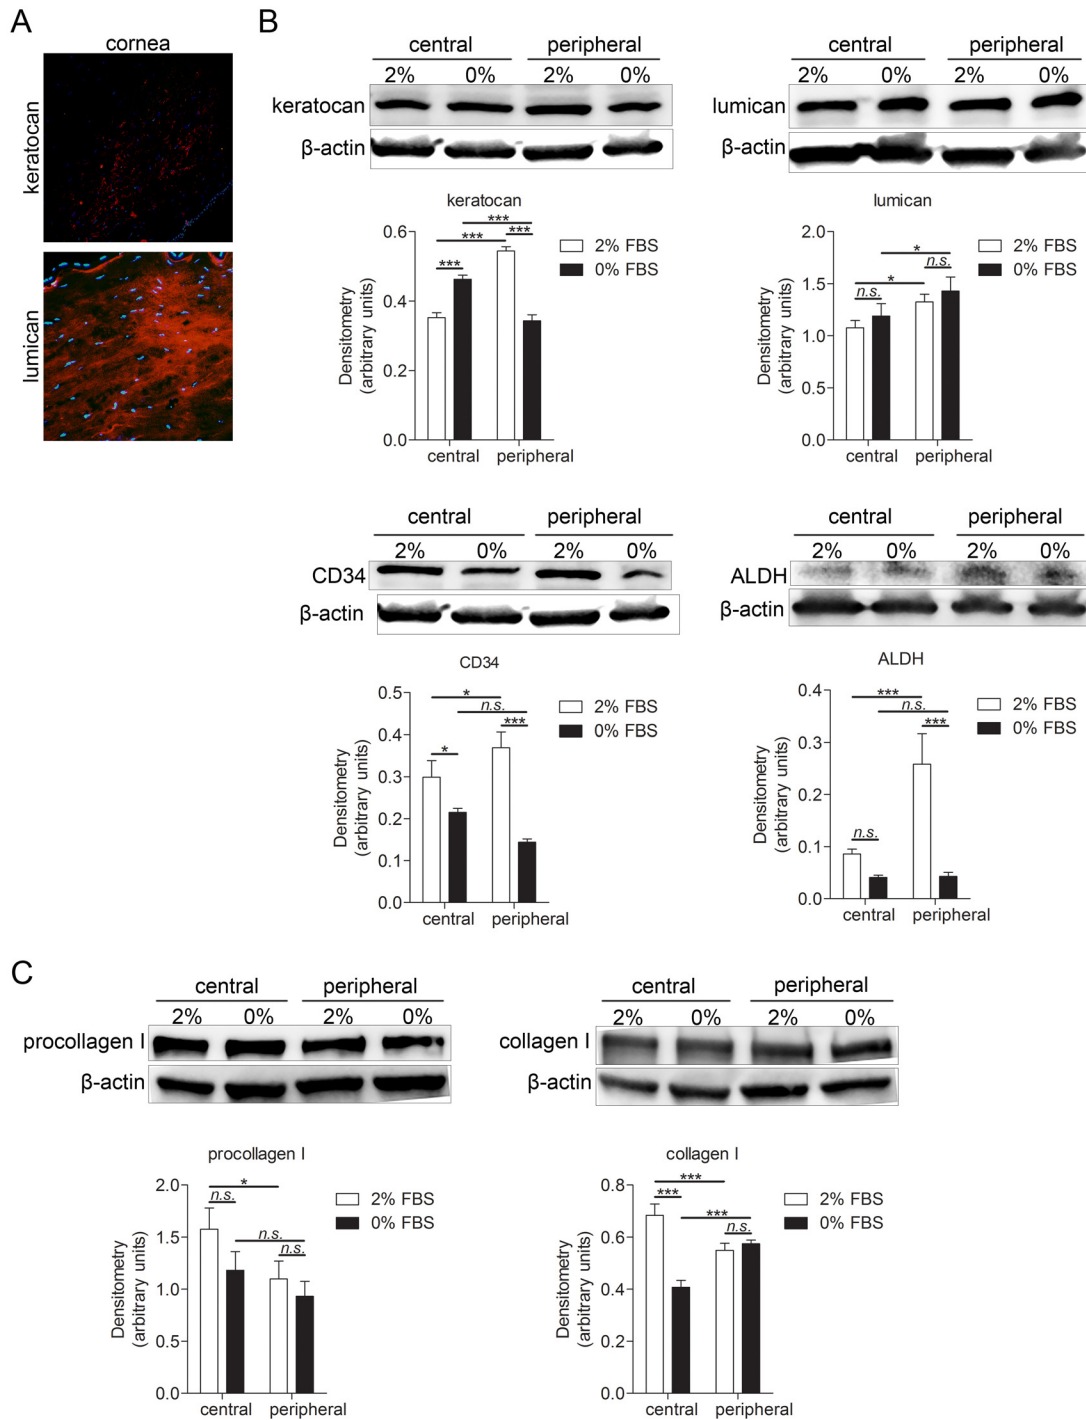 A
cornea
keratocan
lumican
B
central peripheral
2% 0% 2% 0%
keratocan
β-actin
central peripheral
2% 0% 2% 0%
lumican
β-actin
keratocan
Densitometry
(arbitrary units)
0.6
0.4
0.2
0.0
***
***
***
***
2% FBS
0% FBS
central peripheral
lumican
Densitometry
(arbitrary units)
2.0
1.5
1.0
0.5
0.0
*
n.s.
*
n.s.
2% FBS
0% FBS
central peripheral
central peripheral
2% 0% 2% 0%
CD34
β-actin
central peripheral
2% 0% 2% 0%
ALDH
β-actin
CD34
Densitometry
(arbitrary units)
0.5
0.4
0.3
0.2
0.1
0.0
*
n.s.
***
*
2% FBS
0% FBS
central peripheral
ALDH
Densitometry
(arbitrary units)
0.4
0.3
0.2
0.1
0.0
***
n.s.
***
n.s.
2% FBS
0% FBS
central peripheral
C
central peripheral
2% 0% 2% 0%
procollagen I
β-actin
central peripheral
2% 0% 2% 0%
collagen I
β-actin
procollagen I
Densitometry
(arbitrary units)
2.0
1.5
1.0
0.5
0.0
*
n.s.
n.s.
n.s.
2% FBS
0% FBS
central peripheral
collagen I
Densitometry
(arbitrary units)
0.8
0.6
0.4
0.2
0.0
***
***
***
n.s.
2% FBS
0% FBS
central peripheral